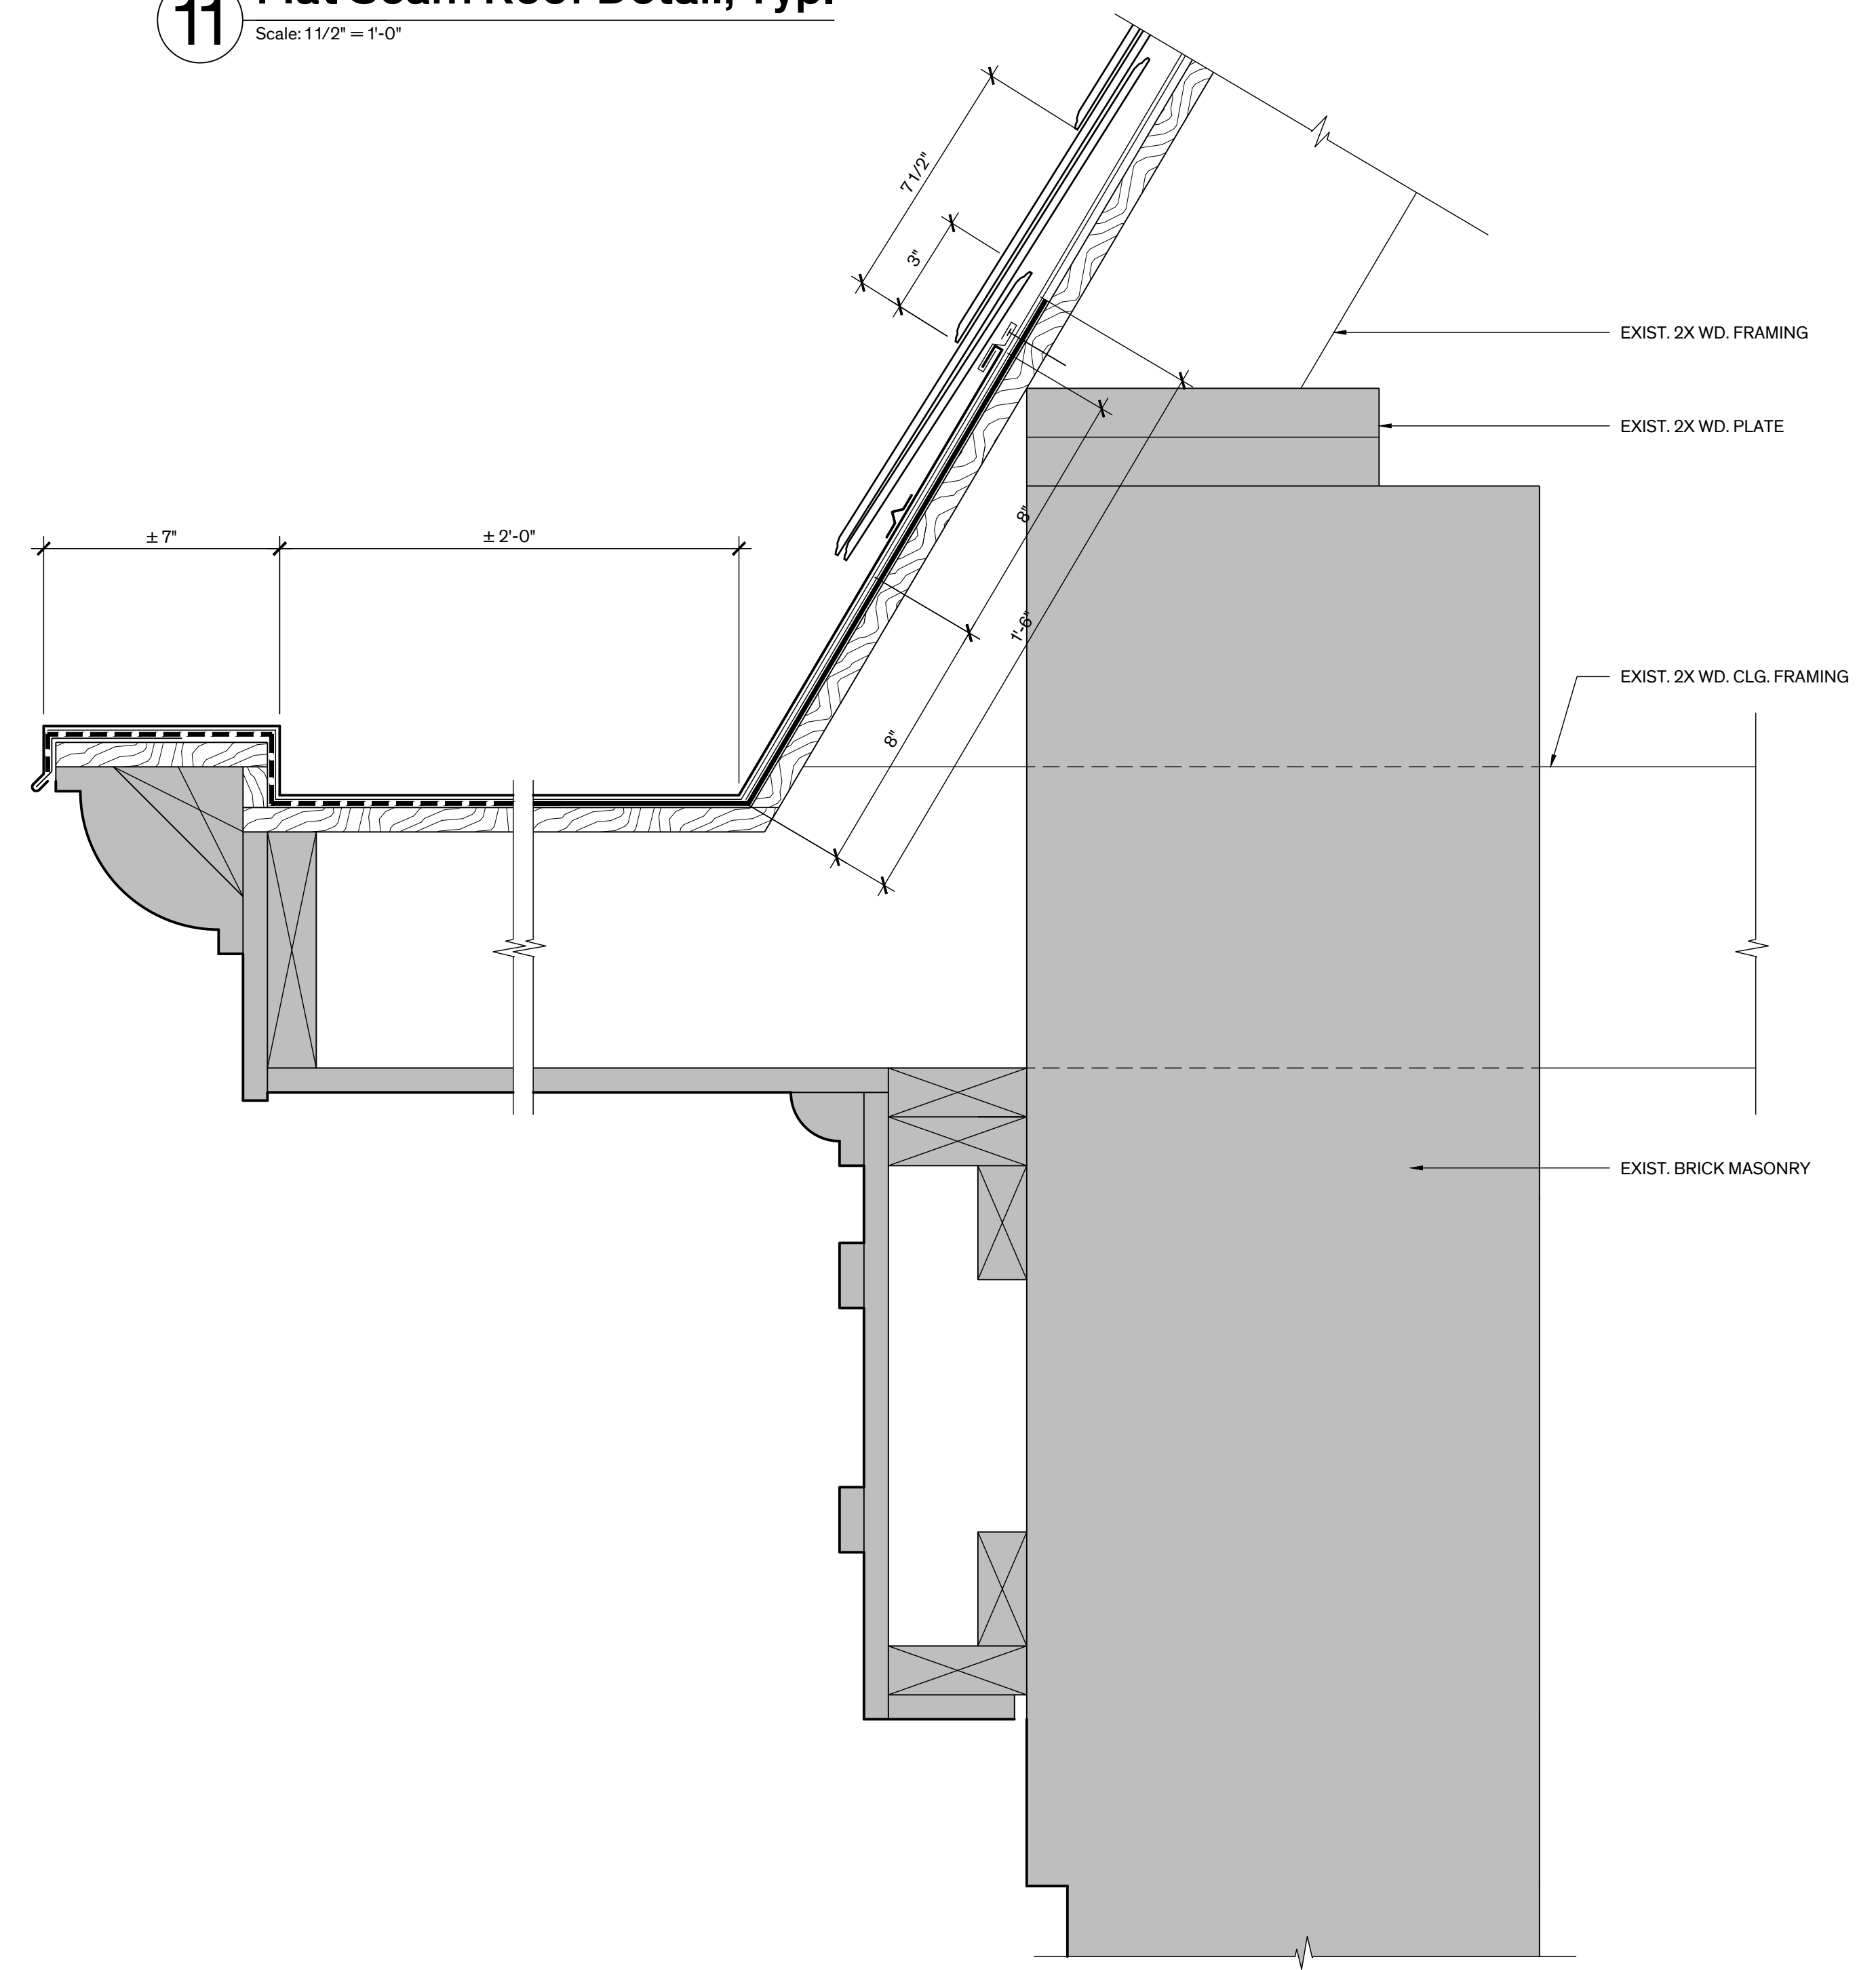 11
Flat Seam Roof Detail, Typ.
Scale: 1 1/2" = 1'-0"
7 1/2"
3"
EXIST. 2X WD. FRAMING
EXIST. 2X WD. PLATE
8"
± 7"
± 2'-0"
1'-6"
EXIST. 2X WD. CLG. FRAMING
8"
EXIST. BRICK MASONRY